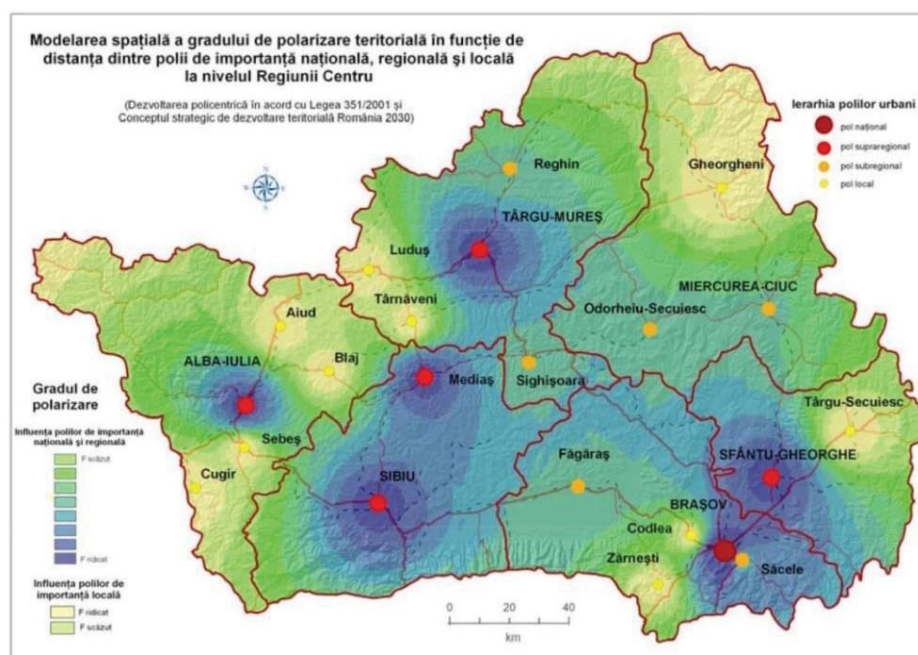 Modelarea spațială a gradului de polarizare teritorială în funcție de
distanța dintre polii de importanță națională, regională și locală
la nivelul Regiunii Centru
(Dezvoltarea policentrică în acord cu Legea 351/2001 și
Conceptul strategic de dezvoltare teritorială România 2030)
Ierarhia polilor urbani
pol național
pol supraregional
pol subregional
pol local
Reghin
Gheorgheni
TÂRGU-MUREȘ
Luduș
Târnăveni
MIERCUREA-CIUC
Odorheiu-Secuiesc
Aiud
ALBA-IULIA
Blaj
Mediaș
Sighișoara
Târgu-Secuiesc
Sebeș
Cugir
SIBIU
Făgăraș
SFÂNTU-GHEORGHE
BRAȘOV
Codlea
Zărnești
Săcele
Gradul de
polarizare
Influența polilor de importanță
națională și regională
F scăzut
F ridicat
Influența polilor de
importanță locală
F ridicat
F scăzut
0 20 40
km